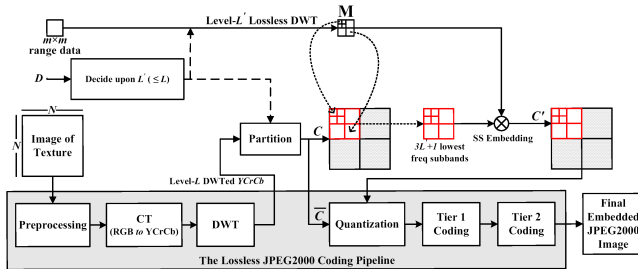 Level-L' Lossless DWT
M
m×m
range data
D
Decide upon L' (≤ L)
N
N
Image of
Texture
Partition
C
3L'+1 lowest
freq subbands
SS Embedding
C'
Level-L DWTed YCrCb
Preprocessing
CT
(RGB to YCrCb)
DWT
C̅
Quantization
Tier 1
Coding
Tier 2
Coding
Final
Embedded
JPEG2000
Image
The Lossless JPEG2000 Coding Pipeline